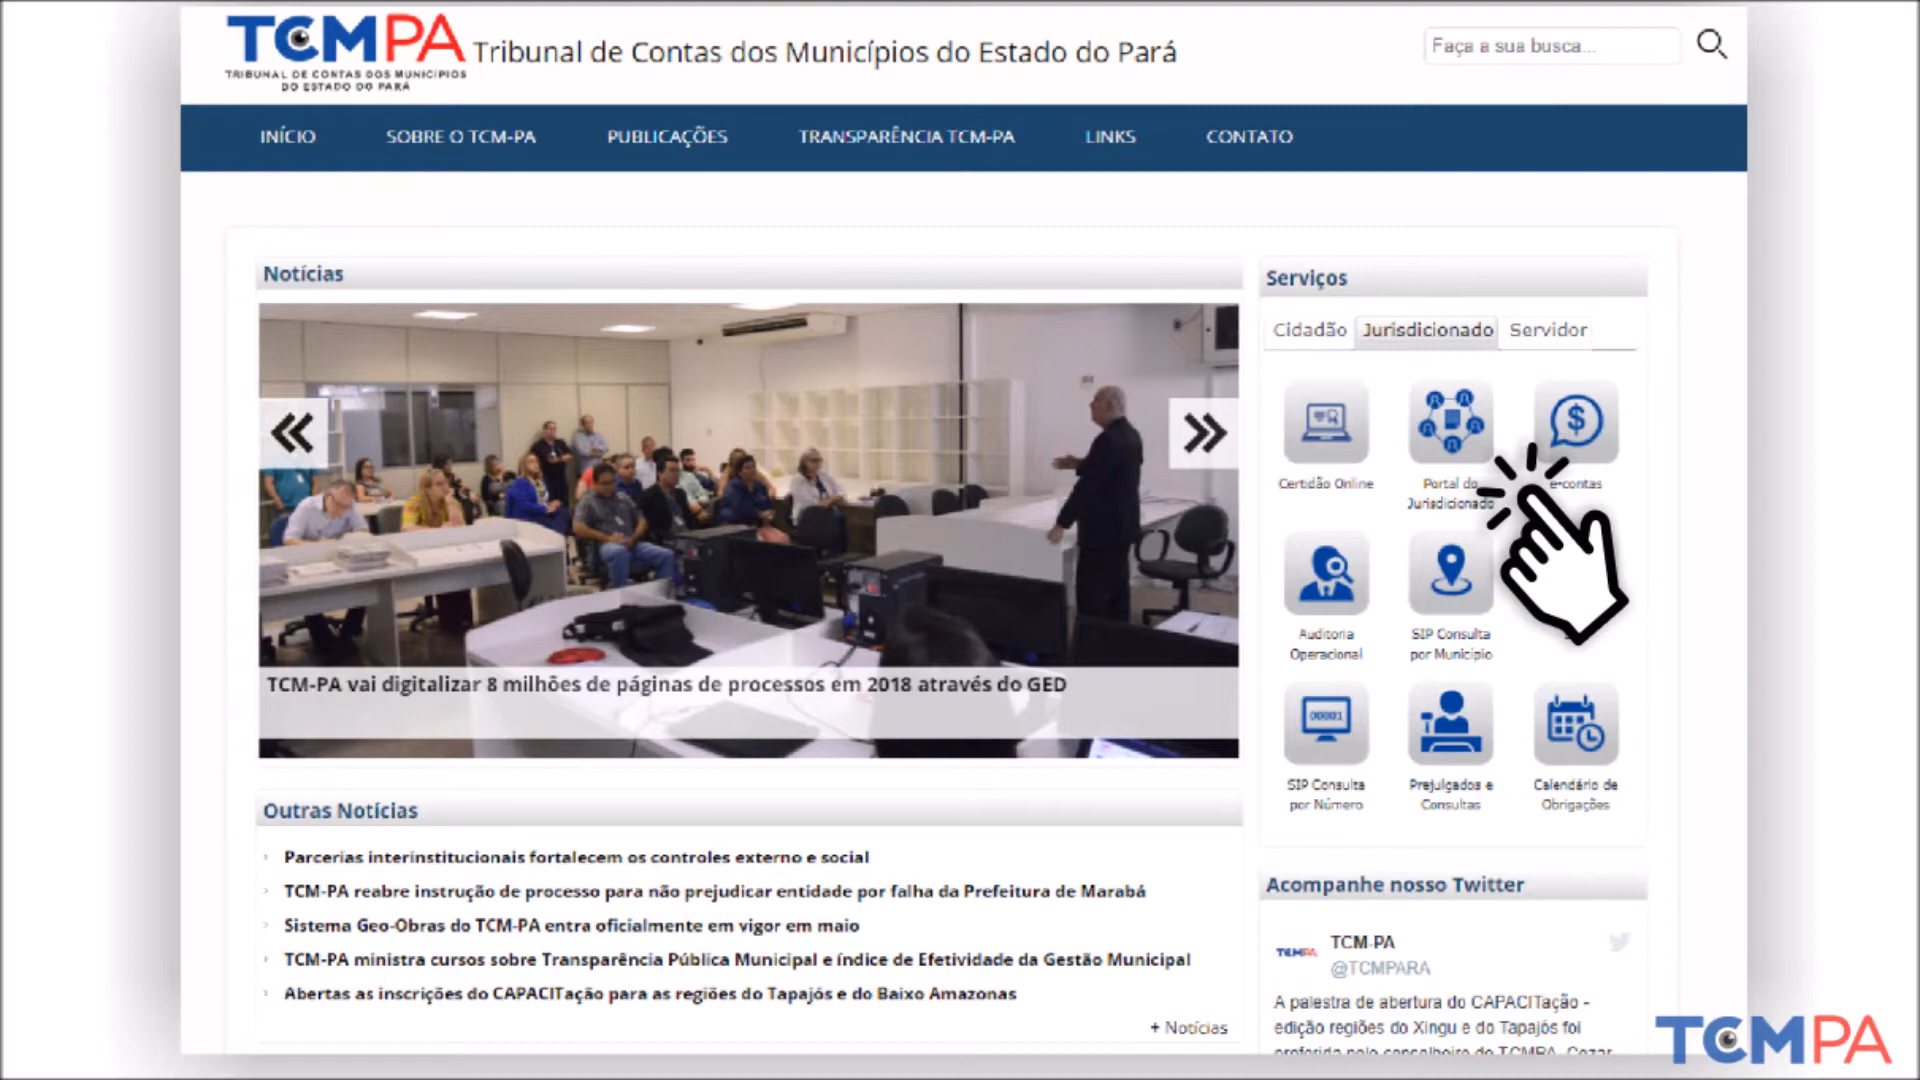 TCMPA
TRIBUNAL DE CONTAS DOS MUNICÍPIOS
DO ESTADO DO PARÁ
Tribunal de Contas dos Municípios do Estado do Pará
Faça a sua busca...
INÍCIO
SOBRE O TCM-PA
PUBLICAÇÕES
TRANSPARÊNCIA TCM-PA
LINKS
CONTATO
Notícias
TCM-PA vai digitalizar 8 milhões de páginas de processos em 2018 através do GED
Outras Notícias
Parcerias interinstitucionais fortalecem os controles externo e social
TCM-PA reabre instrução de processo para não prejudicar entidade por falha da Prefeitura de Marabá
Sistema Geo-Obras do TCM-PA entra oficialmente em vigor em maio
TCM-PA ministra cursos sobre Transparência Pública Municipal e índice de Efetividade da Gestão Municipal
Abertas as inscrições do CAPACITação para as regiões do Tapajós e do Baixo Amazonas
+ Notícias
Serviços
Cidadão
Jurisdicionado
Servidor
Certidão Online
Portal do
Jurisdicionado
e-contas
Auditoria
Operacional
SIP Consulta
por Município
00001
SIP Consulta
por Número
Prejulgados e
Consultas
Calendário de
Obrigações
Acompanhe nosso Twitter
TCMPA
TCM-PA
@TCMPARA
A palestra de abertura do CAPACITação -
edição regiões do Xingu e do Tapajós foi
proferida pelo conselheiro do TCMPA, Cezar
TCMPA